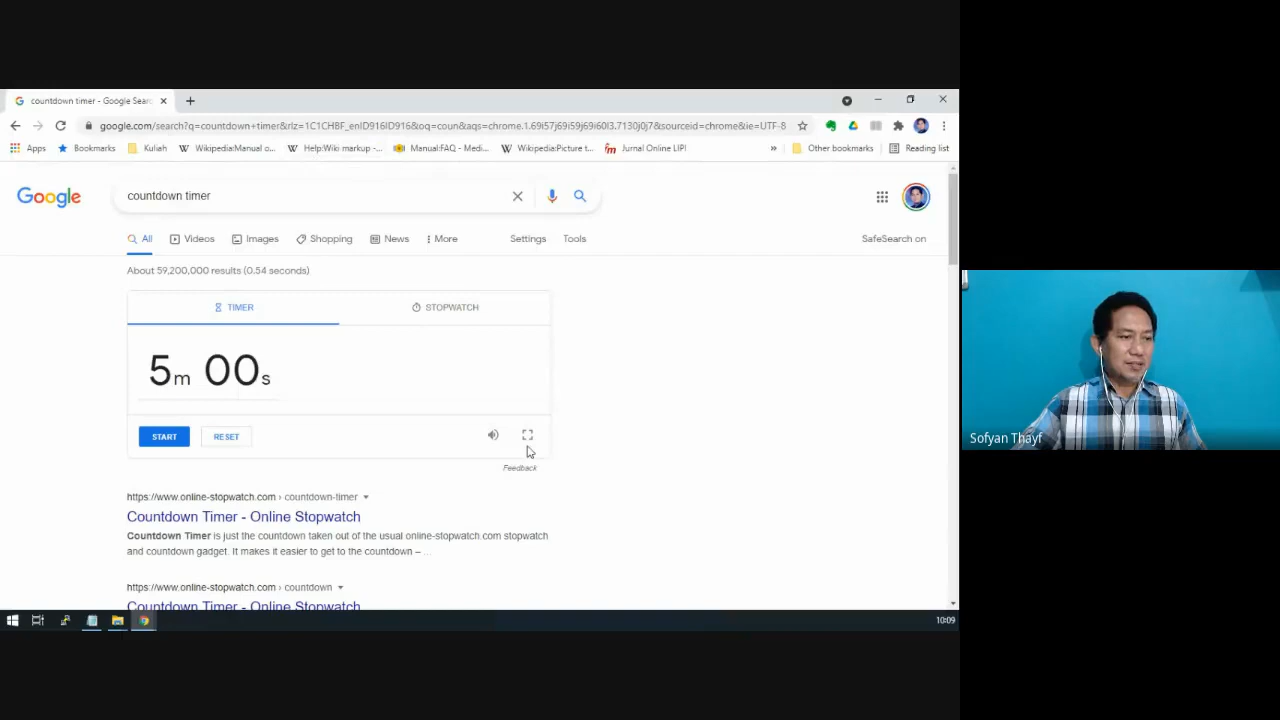 countdown timer - Google Sear
google.com/search?q=countdown+timer&rlz=1C1CHBF_enID916ID916&oq=coun&aqs=chrome.1.69i57j69i59j69i60l3.7130j0j7&sourceid=chrome&ie=UTF-8
Apps Bookmarks Kuliah Wikipedia:Manual o... Help:Wiki markup -... Manual:FAQ - Medi... Wikipedia:Picture t... Jurnal Online LIPI » Other bookmarks Reading list
Google countdown timer
All Videos Images Shopping News More Settings Tools SafeSearch on
About 59,200,000 results (0.54 seconds)
TIMER STOPWATCH
5m 00s
START RESET
Feedback
https://www.online-stopwatch.com › countdown-timer
Countdown Timer - Online Stopwatch
Countdown Timer is just the countdown taken out of the usual online-stopwatch.com stopwatch
and countdown gadget. It makes it easier to get to the countdown – ...
https://www.online-stopwatch.com › countdown
Countdown Timer - Online Stopwatch
10:09
Sofyan Thayf